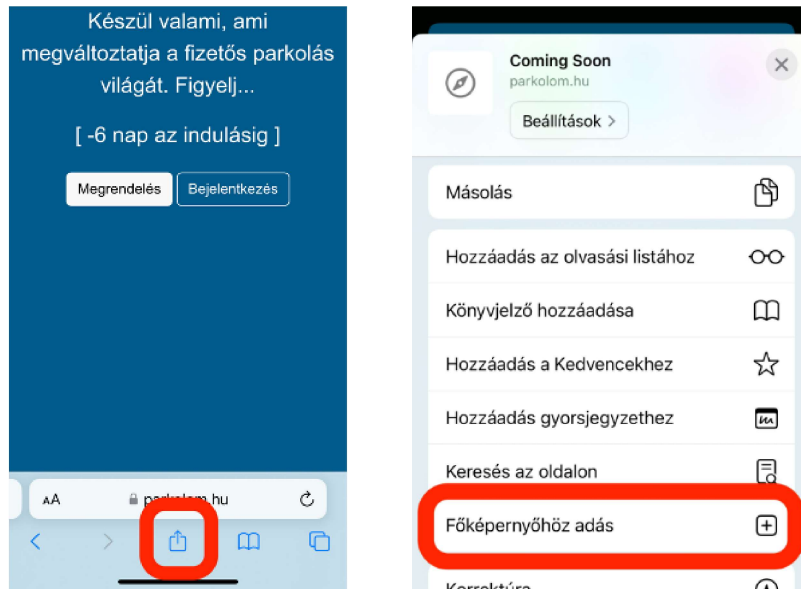 Készül valami, ami
megváltoztatja a fizetős parkolás
világát. Figyelj...
[ -6 nap az indulásig ]
Megrendelés
Bejelentkezés
AA
parkolom.hu
Coming Soon
parkolom.hu
Beállítások >
Másolás
Hozzáadás az olvasási listához
Könyvjelző hozzáadása
Hozzáadás a Kedvencekhez
Hozzáadás gyorsjegyzethez
Keresés az oldalon
Főképernyőhöz adás
Korrektúra